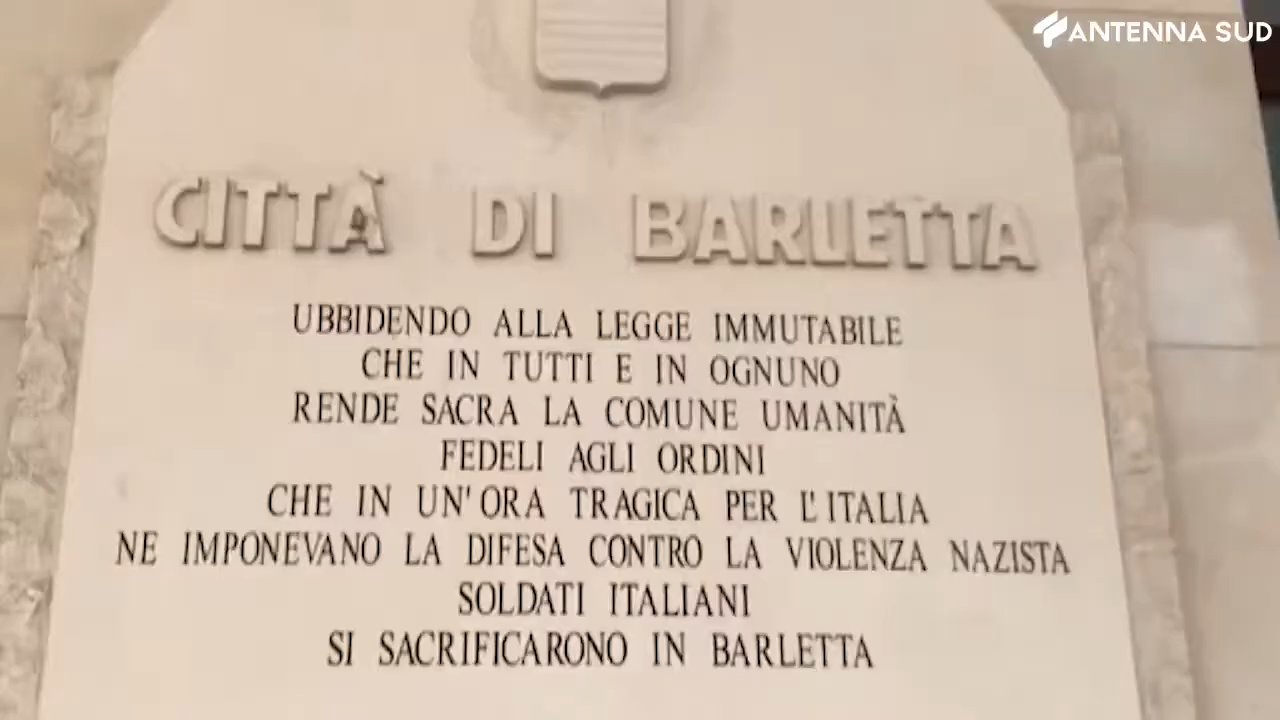 ANTENNA SUD
CITTÀ DI BARLETTA
UBBIDENDO ALLA LEGGE IMMUTABILE
CHE IN TUTTI E IN OGNUNO
RENDE SACRA LA COMUNE UMANITÀ
FEDELI AGLI ORDINI
CHE IN UN'ORA TRAGICA PER L'ITALIA
NE IMPONEVANO LA DIFESA CONTRO LA VIOLENZA NAZISTA
SOLDATI ITALIANI
SI SACRIFICARONO IN BARLETTA